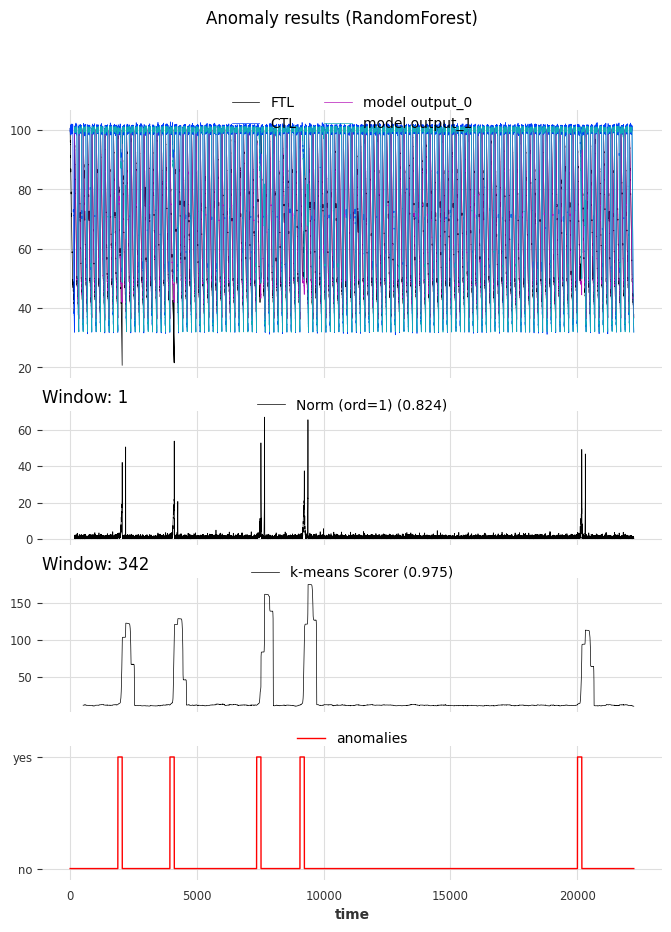 Anomaly results (RandomForest)
FTL model output_0
CTL model output_1
100
80
60
40
20
Window: 1
Norm (ord=1) (0.824)
60
40
20
0
Window: 342
k-means Scorer (0.975)
150
100
50
anomalies
yes
no
0 5000 10000 15000 20000
time